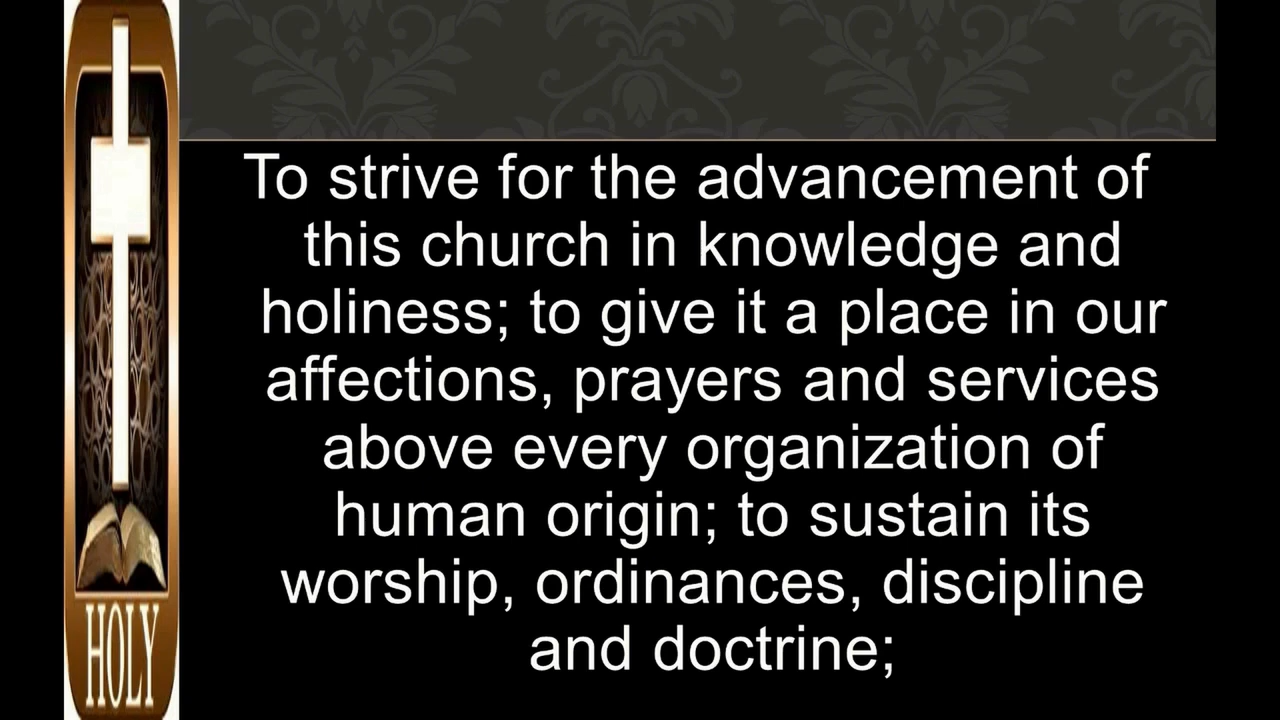 To strive for the advancement of
this church in knowledge and
holiness; to give it a place in our
affections, prayers and services
above every organization of
human origin; to sustain its
worship, ordinances, discipline
and doctrine;
HOLY